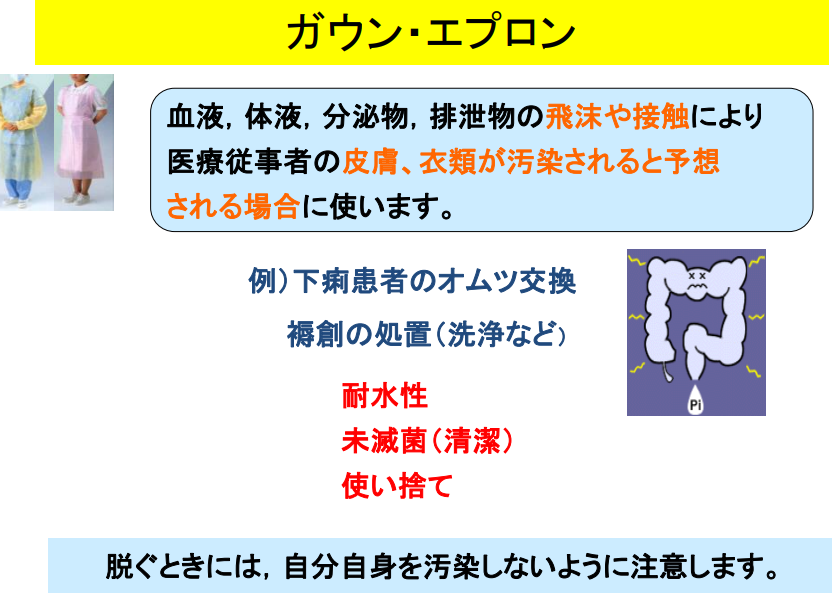 ガウン・エプロン
血液，体液，分泌物，排泄物の飛沫や接触により
医療従事者の皮膚、衣類が汚染されると予想
される場合に使います。
例）下痢患者のオムツ交換
褥創の処置（洗浄など）
Pi
耐水性
未滅菌（清潔）
使い捨て
脱ぐときには，自分自身を汚染しないように注意します。